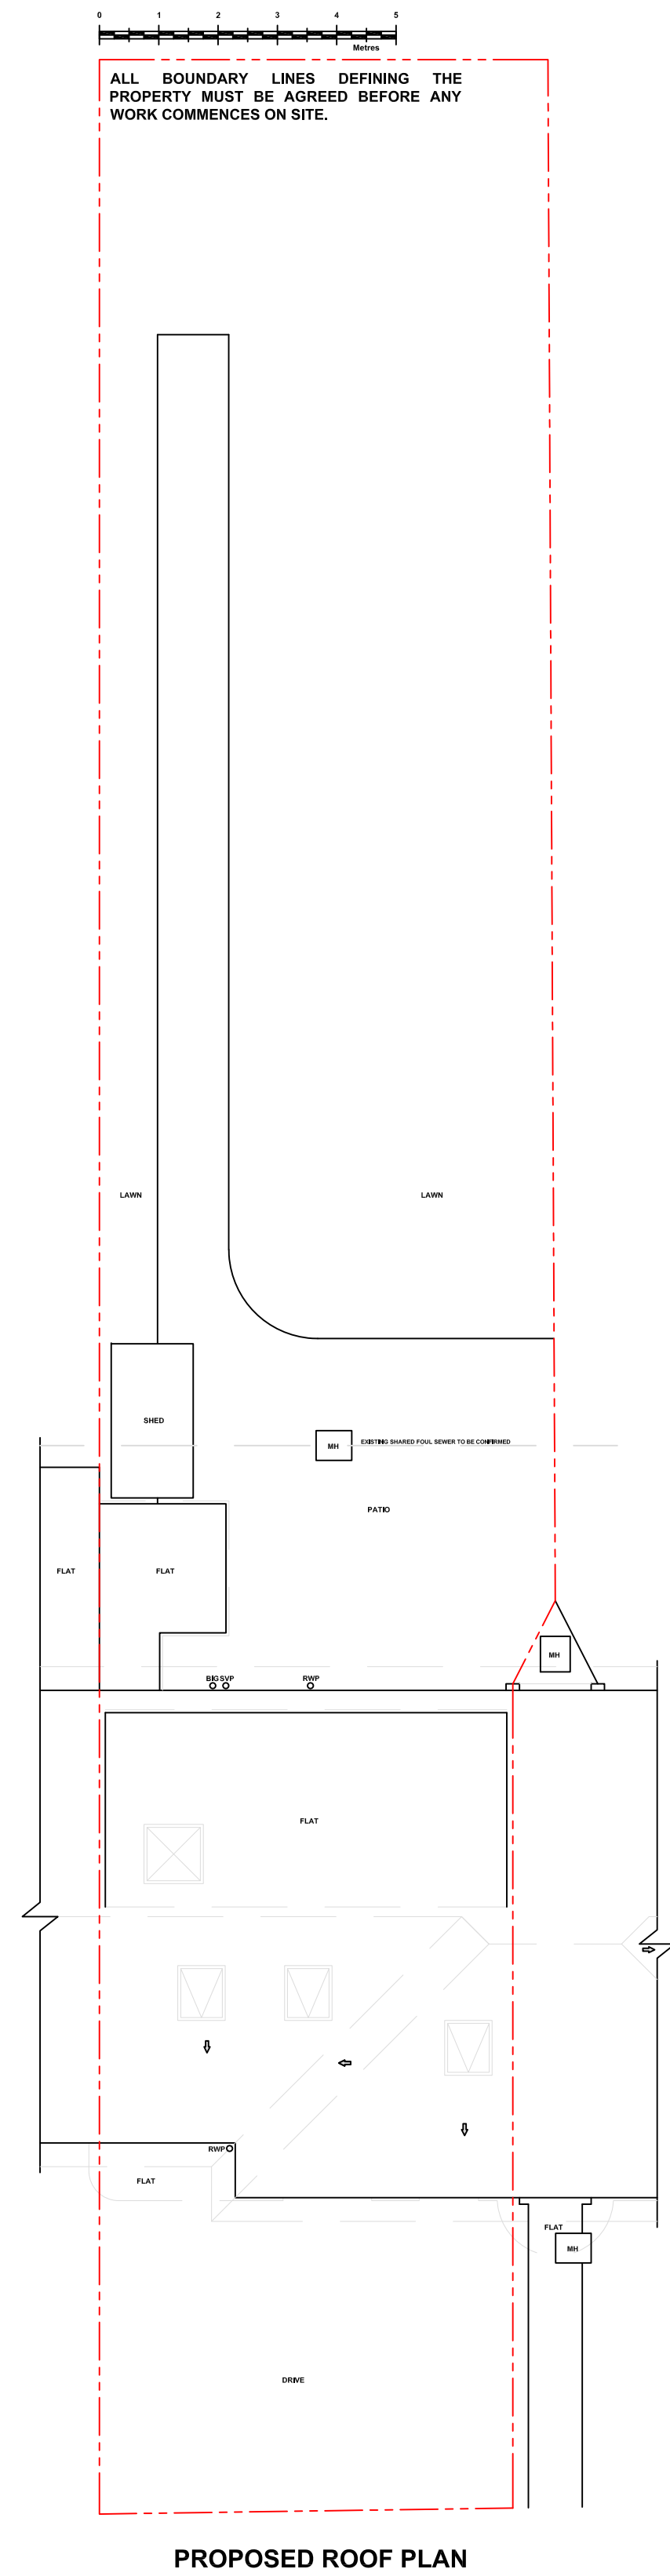 0 1 2 3 4 5
Metres
ALL BOUNDARY LINES DEFINING THE
PROPERTY MUST BE AGREED BEFORE ANY
WORK COMMENCES ON SITE.
LAWN LAWN
SHED
MH EXISTING SHARED FOUL SEWER TO BE CONFIRMED
PATIO
FLAT FLAT
MH
BIG SVP RWP
FLAT
RWP
FLAT
FLAT
MH
DRIVE
PROPOSED ROOF PLAN